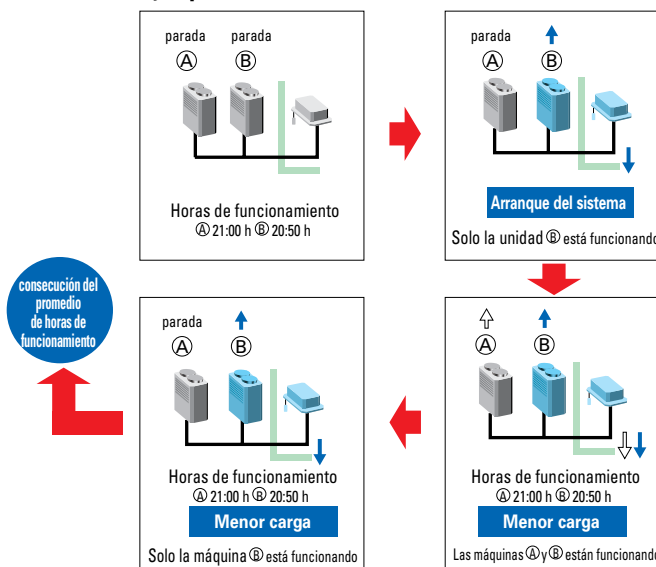 parada parada
Ⓐ Ⓑ
Horas de funcionamiento
Ⓐ 21:00 h Ⓑ 20:50 h
parada
Ⓐ Ⓑ
Arranque del sistema
Solo la unidad Ⓑ está funcionando
consecución del
promedio
de horas de
funcionamiento
parada
Ⓐ Ⓑ
Horas de funcionamiento
Ⓐ 21:00 h Ⓑ 20:50 h
Menor carga
Solo la máquina Ⓑ está funcionando
Ⓐ Ⓑ
Horas de funcionamiento
Ⓐ 21:00 h Ⓑ 20:50 h
Menor carga
Las máquinas Ⓐ y Ⓑ están funcionando